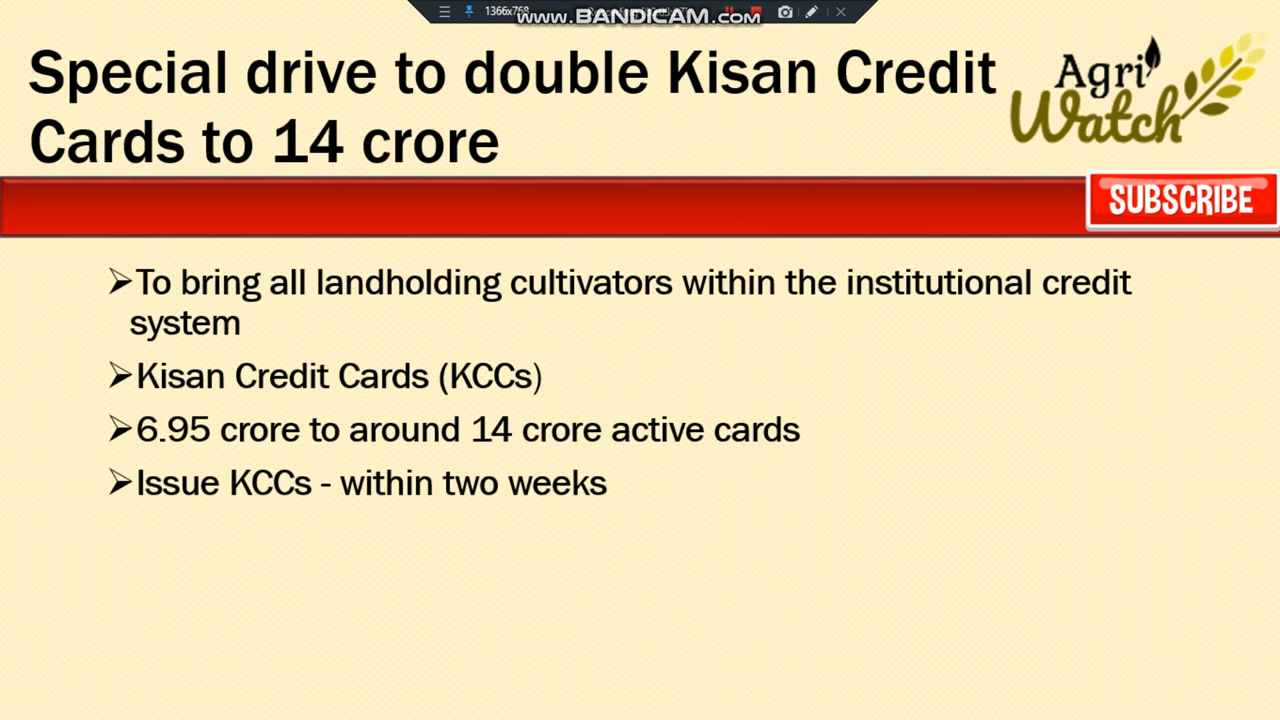 1366x768
www.BANDICAM.com
Special drive to double Kisan Credit
Cards to 14 crore
Agri
Watch
SUBSCRIBE
➢To bring all landholding cultivators within the institutional credit
system
➢Kisan Credit Cards (KCCs)
➢6.95 crore to around 14 crore active cards
➢Issue KCCs - within two weeks